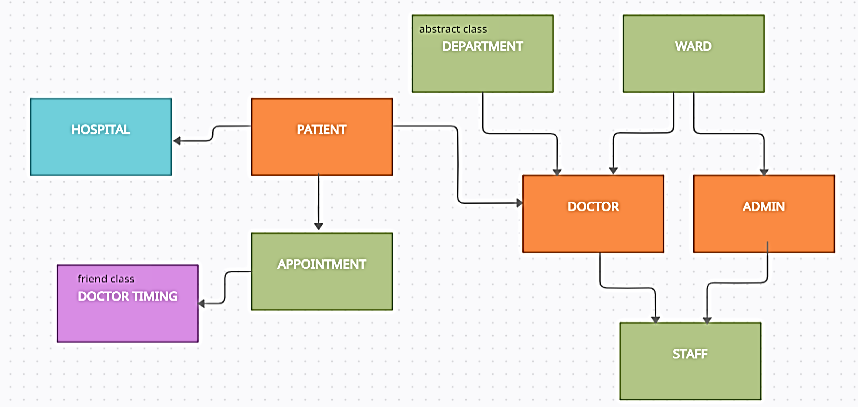 abstract class
DEPARTMENT
WARD
HOSPITAL
PATIENT
DOCTOR
ADMIN
APPOINTMENT
friend class
DOCTOR TIMING
STAFF